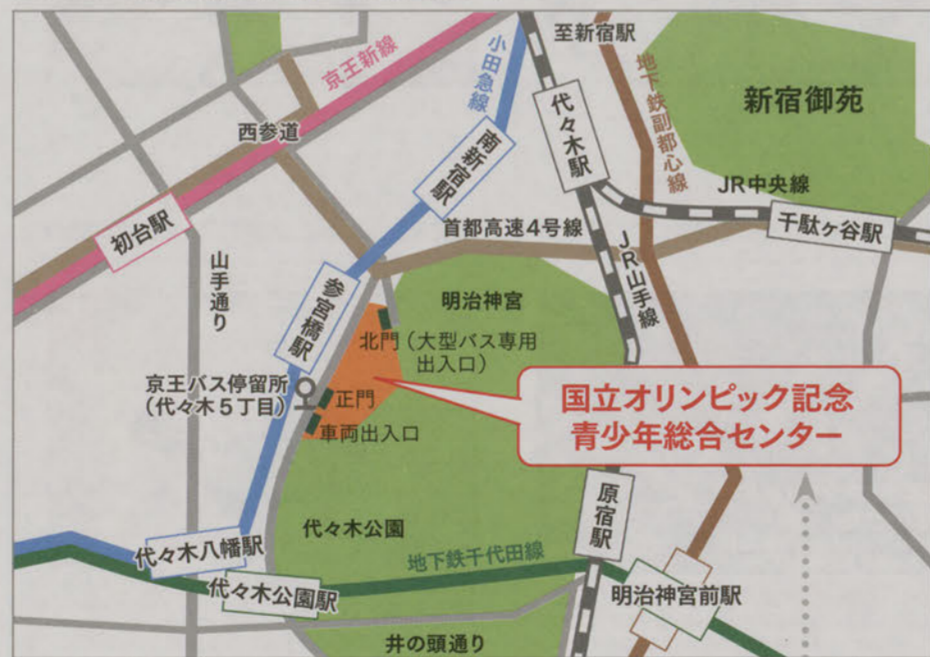 至新宿駅
京王新線
小田急線
地下鉄副都心線
新宿御苑
代々木駅
西参道
南新宿駅
JR中央線
千駄ヶ谷駅
初台駅
首都高速4号線
山手通り
JR山手線
参宮橋駅
明治神宮
北門（大型バス専用
出入口）
京王バス停留所
（代々木5丁目）
正門
車両出入口
国立オリンピック記念
青少年総合センター
原宿駅
代々木公園
代々木八幡駅
地下鉄千代田線
代々木公園駅
明治神宮前駅
井の頭通り